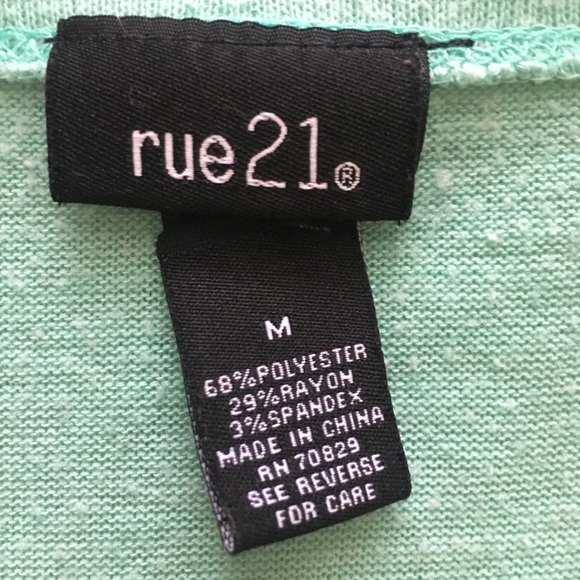 rue21®
M
68%POLYESTER
29%RAYON
3%SPANDEX
MADE IN CHINA
RN 70829
SEE REVERSE
FOR CARE